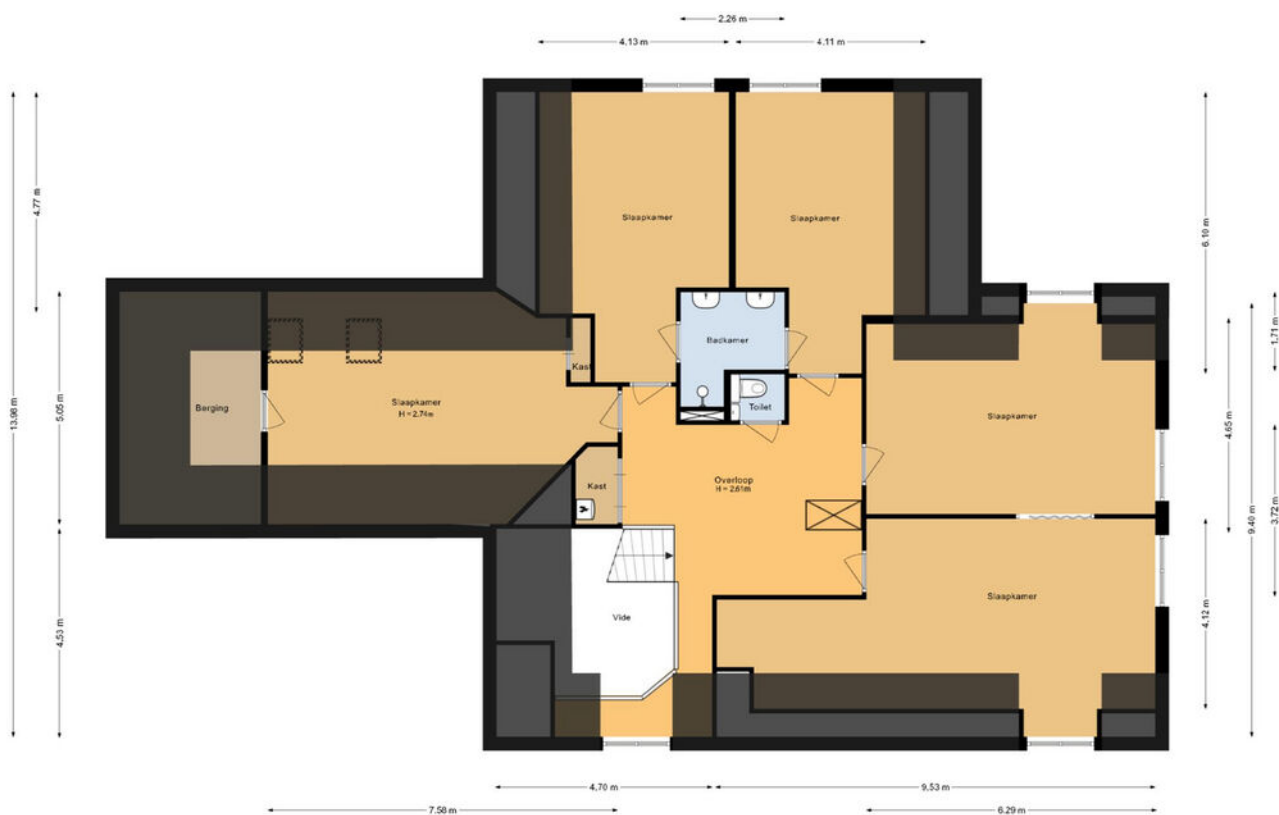 2.26 m
4.13 m
4.11 m
13.96 m
4.77 m
5.05 m
4.53 m
Slaapkamer
Slaapkamer
Badkamer
Toilet
Kast
Slaapkamer
H = 2.74m
Berging
Kast
Overloop
H = 2.61m
Slaapkamer
Slaapkamer
Vide
6.10 m
4.65 m
4.12 m
9.40 m
1.71 m
3.72 m
4.70 m
9.53 m
7.58 m
6.29 m